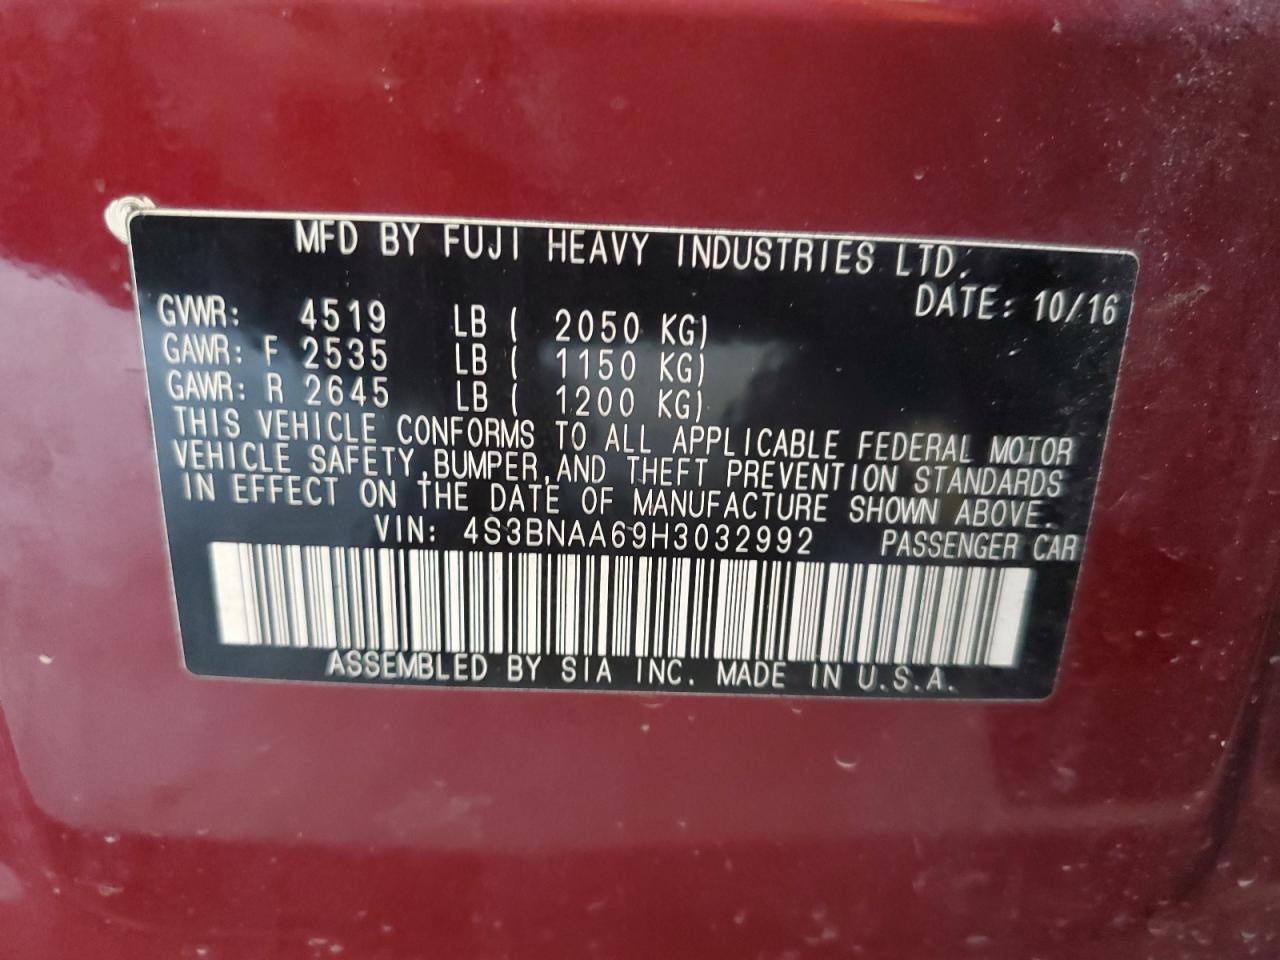 MFD BY FUJI HEAVY INDUSTRIES LTD.
DATE: 10/16
GVWR: 4519 LB ( 2050 KG)
GAWR: F 2535 LB ( 1150 KG)
GAWR: R 2645 LB ( 1200 KG)
THIS VEHICLE CONFORMS TO ALL APPLICABLE FEDERAL MOTOR
VEHICLE SAFETY,BUMPER,AND THEFT PREVENTION STANDARDS
IN EFFECT ON THE DATE OF MANUFACTURE SHOWN ABOVE.
VIN: 4S3BNAA69H3032992 PASSENGER CAR
ASSEMBLED BY SIA INC. MADE IN U.S.A.